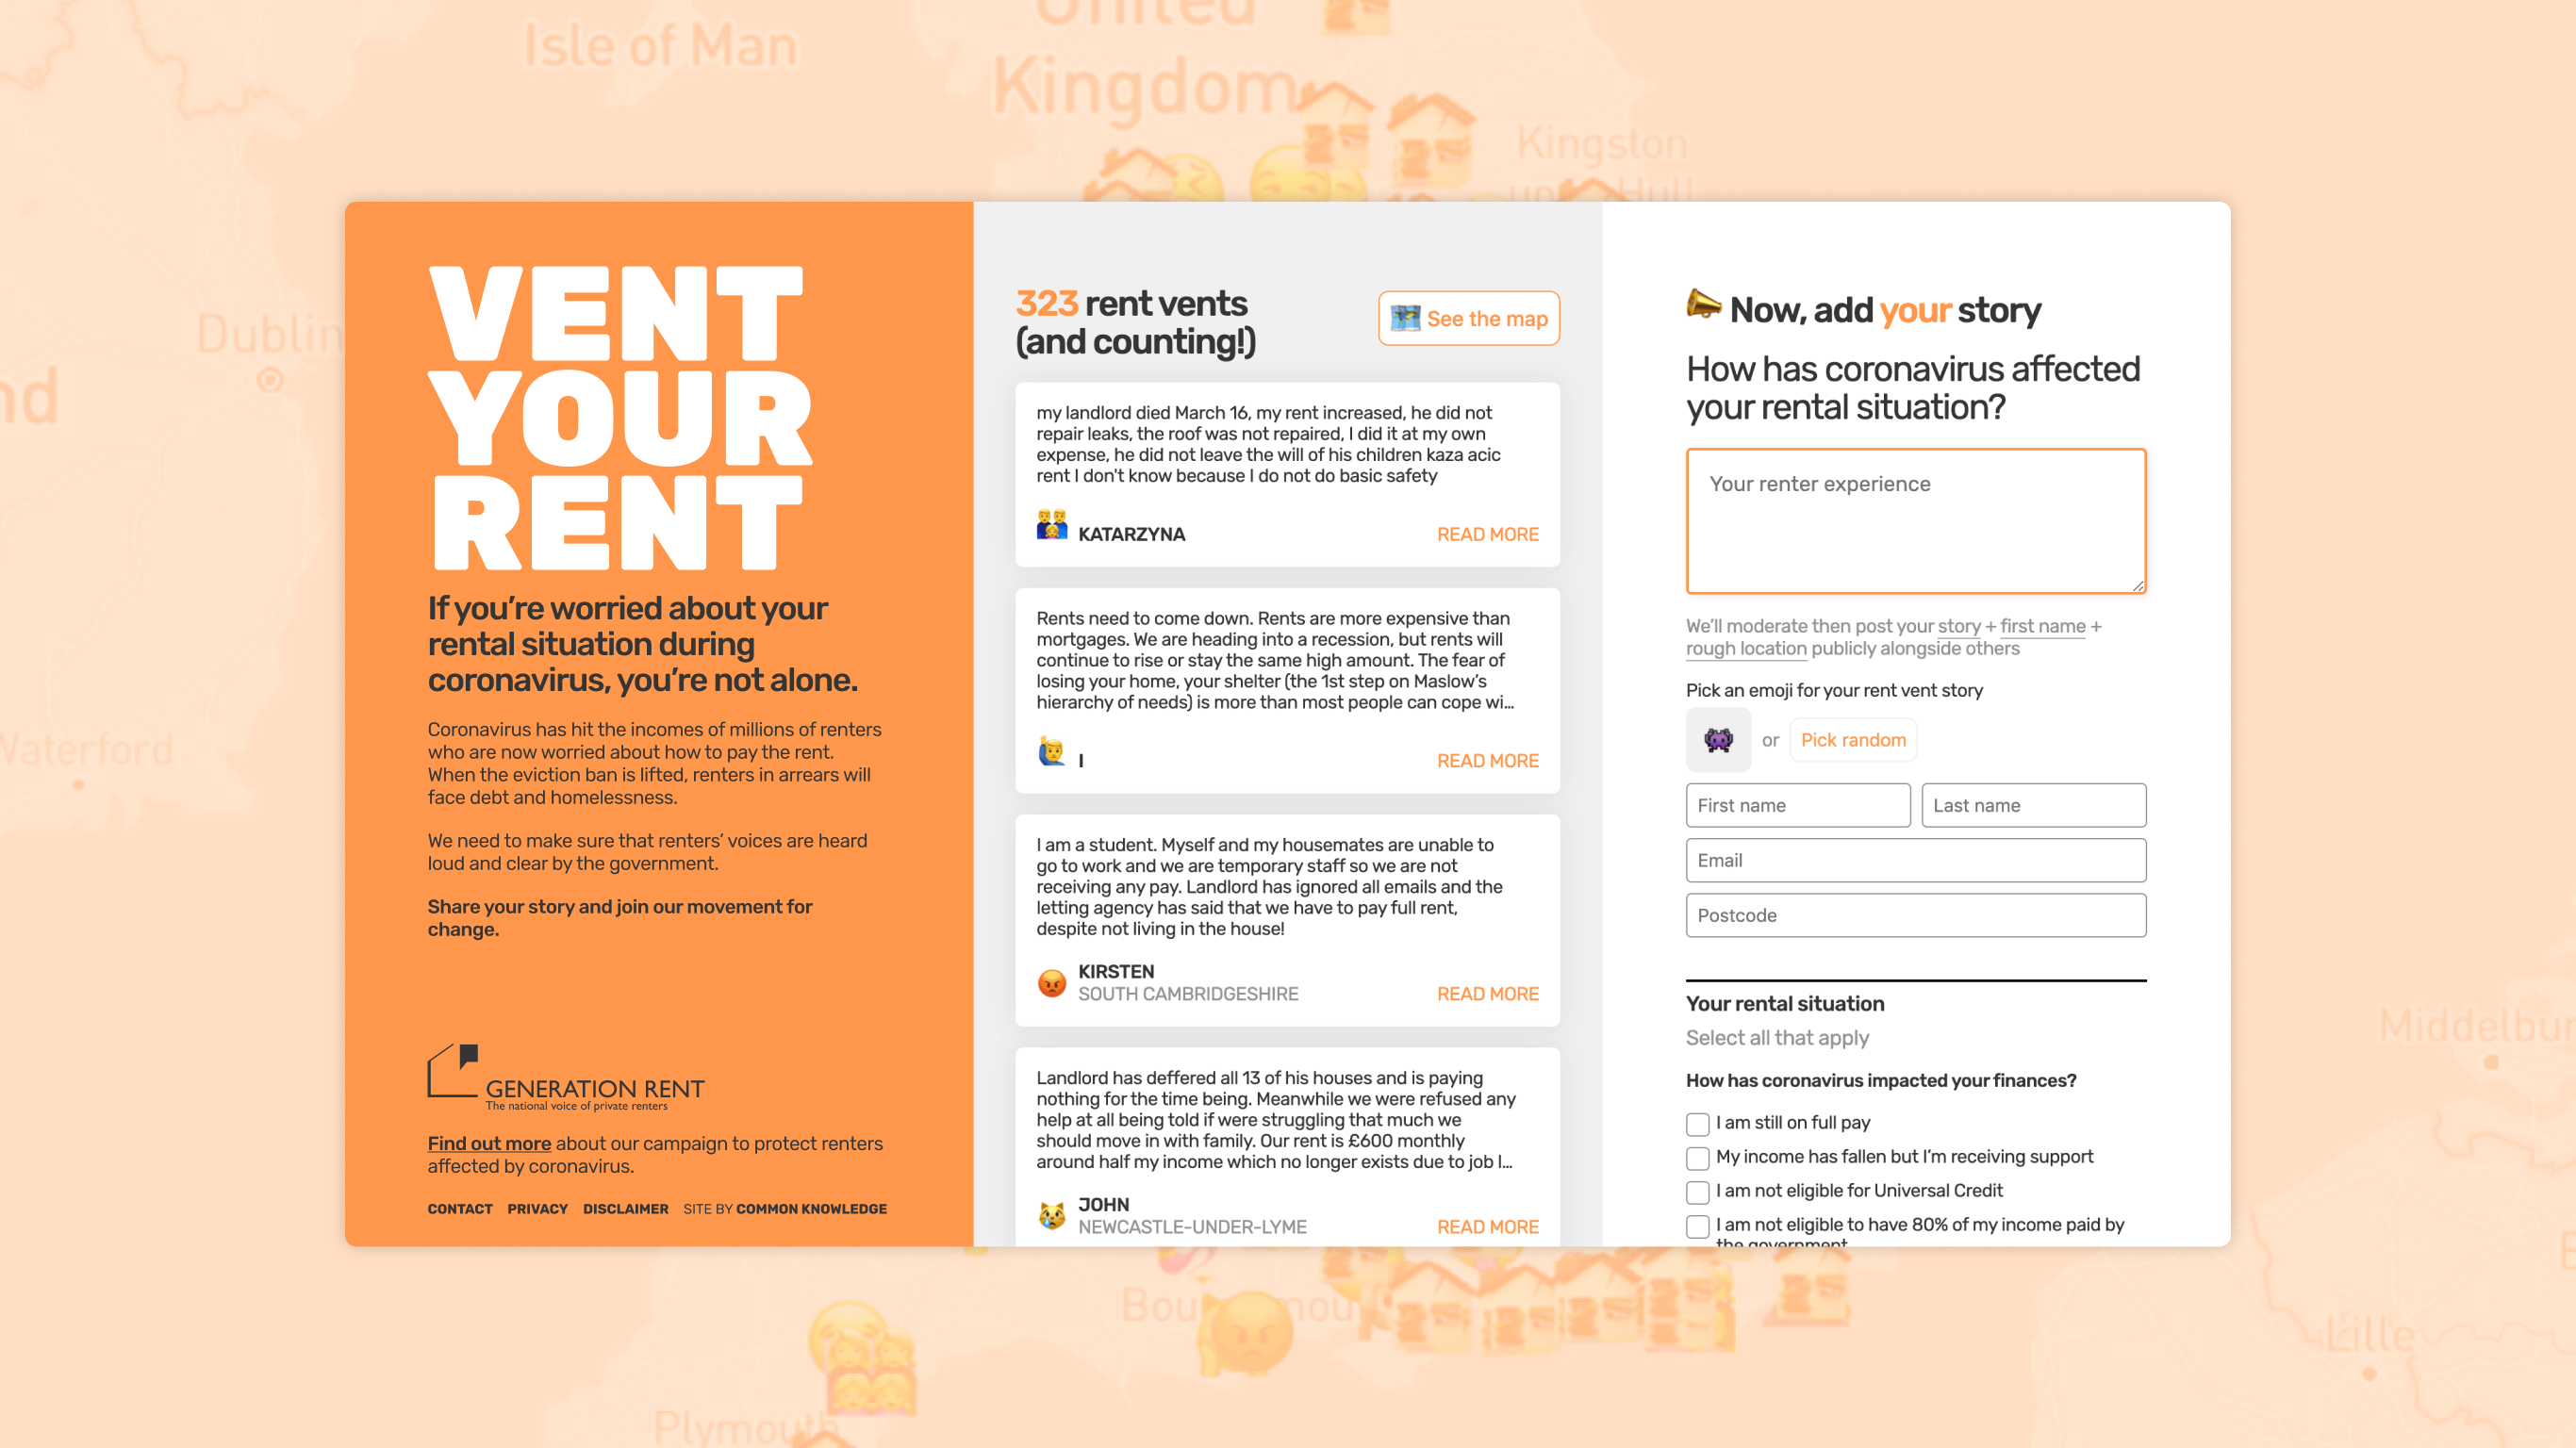 United
Isle of Man
Kingdom
Kingston
upon Hull
Dublin
nd
Waterford
Middelbur
Lille
Plymouth
VENT
YOUR
RENT
If you’re worried about your
rental situation during
coronavirus, you’re not alone.
Coronavirus has hit the incomes of millions of renters
who are now worried about how to pay the rent.
When the eviction ban is lifted, renters in arrears will
face debt and homelessness.
We need to make sure that renters’ voices are heard
loud and clear by the government.
Share your story and join our movement for
change.
GENERATION RENT
The national voice of private renters
Find out more about our campaign to protect renters
affected by coronavirus.
CONTACT PRIVACY DISCLAIMER SITE BY COMMON KNOWLEDGE
323 rent vents
(and counting!)
See the map
my landlord died March 16, my rent increased, he did not
repair leaks, the roof was not repaired, I did it at my own
expense, he did not leave the will of his children kaza acic
rent I don't know because I do not do basic safety
KATARZYNA
READ MORE
Rents need to come down. Rents are more expensive than
mortgages. We are heading into a recession, but rents will
continue to rise or stay the same high amount. The fear of
losing your home, your shelter (the 1st step on Maslow’s
hierarchy of needs) is more than most people can cope wi...
I
READ MORE
I am a student. Myself and my housemates are unable to
go to work and we are temporary staff so we are not
receiving any pay. Landlord has ignored all emails and the
letting agency has said that we have to pay full rent,
despite not living in the house!
KIRSTEN
SOUTH CAMBRIDGESHIRE
READ MORE
Landlord has deffered all 13 of his houses and is paying
nothing for the time being. Meanwhile we were refused any
help at all being told if were struggling that much we
should move in with family. Our rent is £600 monthly
around half my income which no longer exists due to job l...
JOHN
NEWCASTLE-UNDER-LYME
READ MORE
Now, add your story
How has coronavirus affected
your rental situation?
Your renter experience
We’ll moderate then post your story + first name +
rough location publicly alongside others
Pick an emoji for your rent vent story
or Pick random
First name
Last name
Email
Postcode
Your rental situation
Select all that apply
How has coronavirus impacted your finances?
I am still on full pay
My income has fallen but I’m receiving support
I am not eligible for Universal Credit
I am not eligible to have 80% of my income paid by
the government